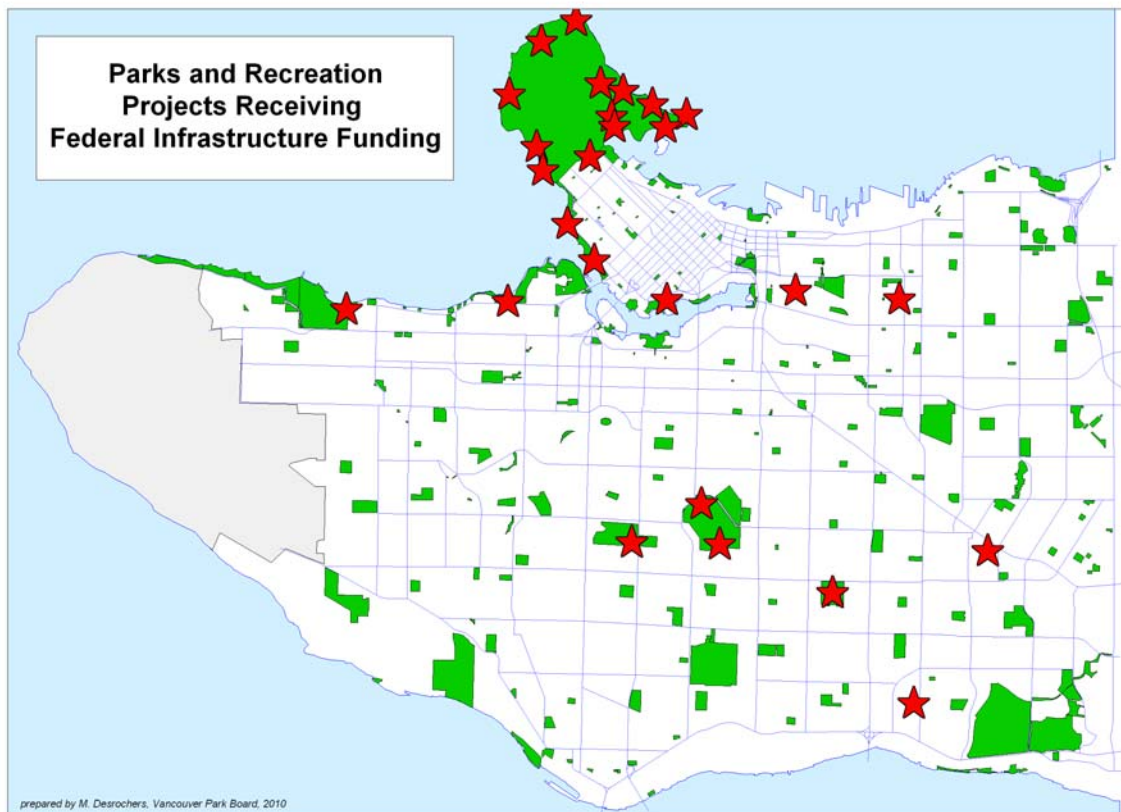 Parks and Recreation
Projects Receiving
Federal Infrastructure Funding
prepared by M. Desrochers, Vancouver Park Board, 2010